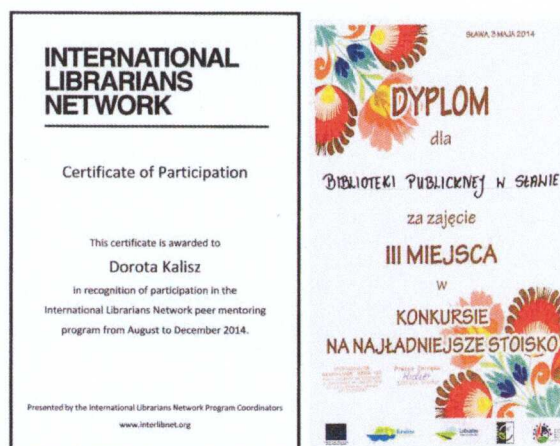 INTERNATIONAL
LIBRARIANS
NETWORK
Certificate of Participation
This certificate is awarded to
Dorota Kalisz
in recognition of participation in the
International Librarians Network peer mentoring
program from August to December 2014.
Presented by the International Librarians Network Program Coordinators
www.interlibnet.org
SŁAWA, 3 MAJA 2014
DYPLOM
dla
BIBLIOTEKI PUBLICZNEJ W SŁAWIE
za zajęcie
III MIEJSCA
w
KONKURSIE
NA NAJŁADNIEJSZE STOISKO